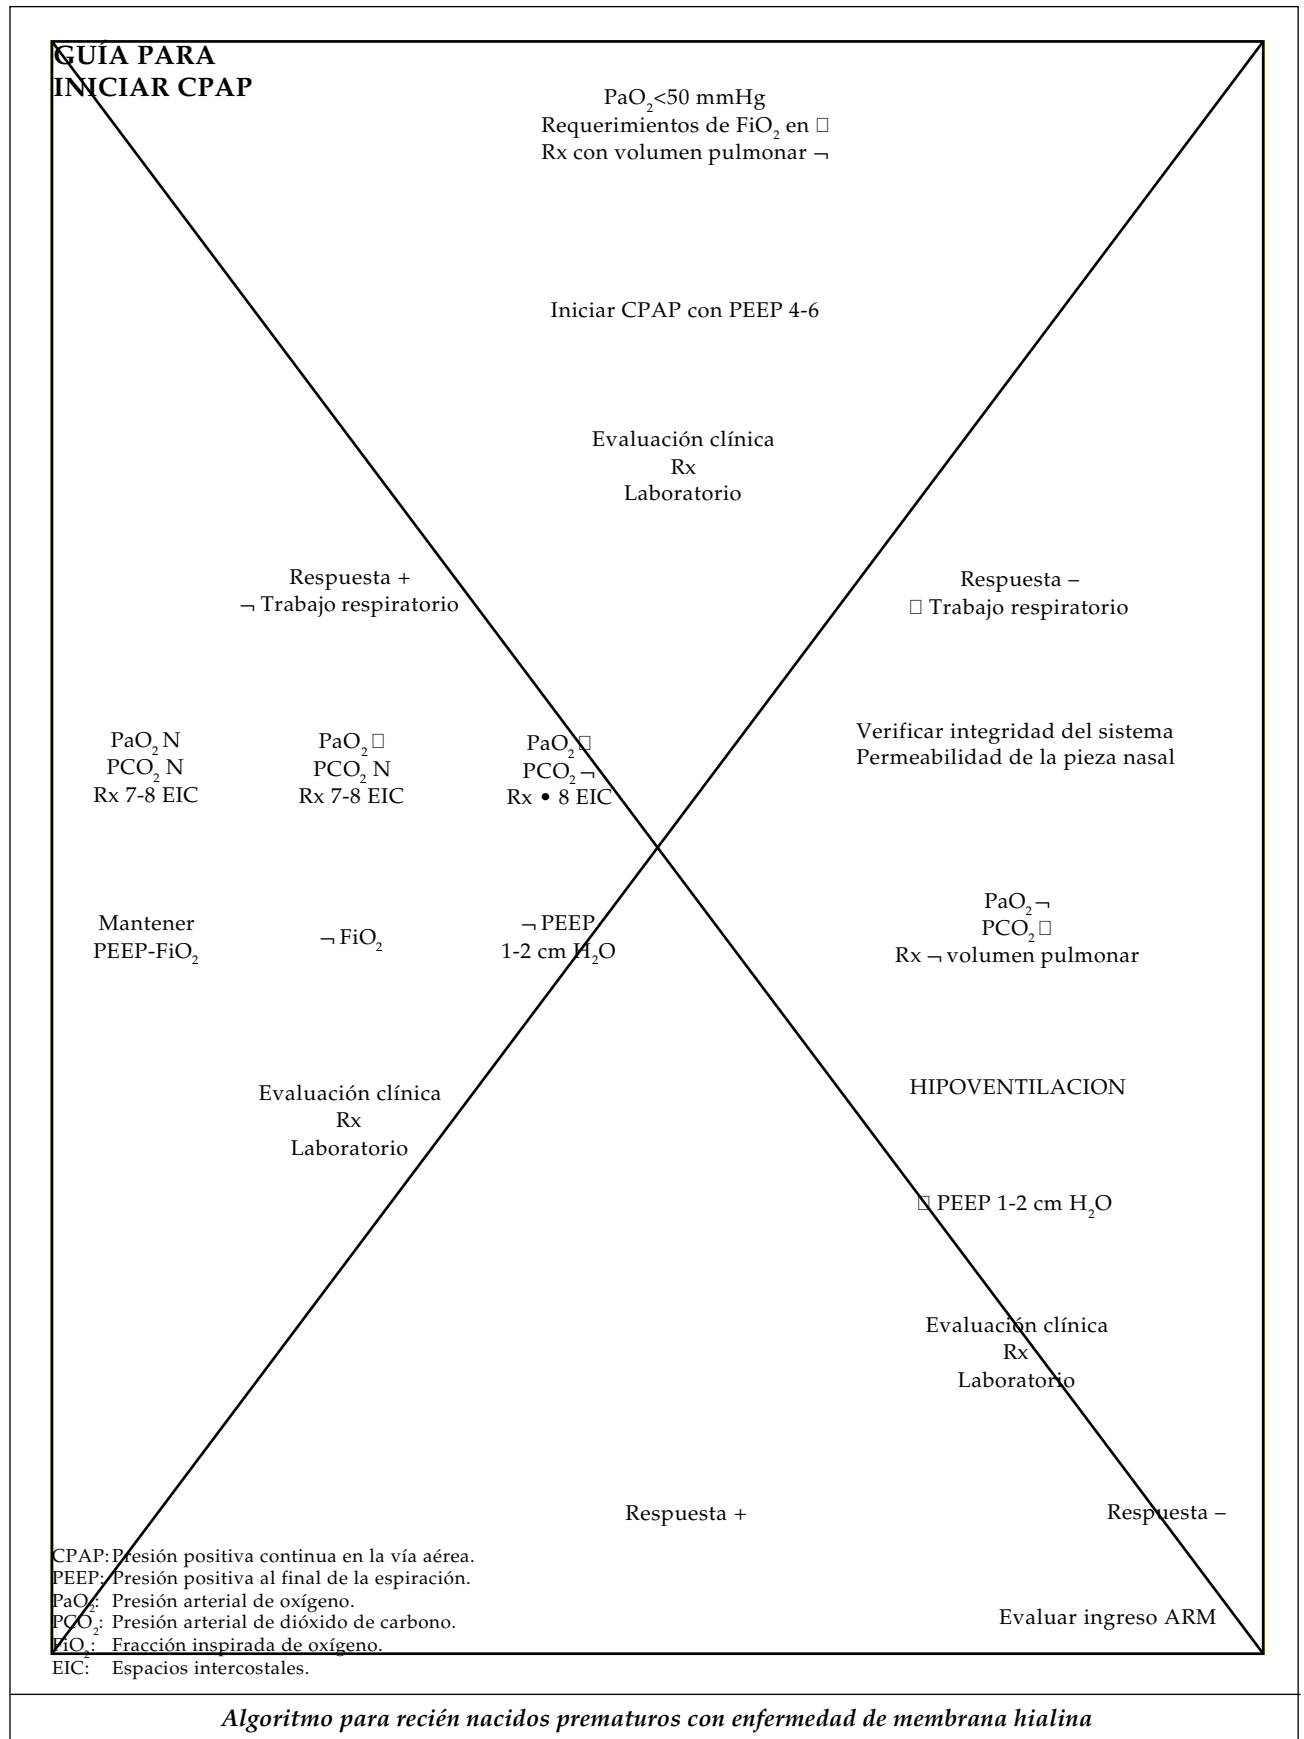 GUÍA PARA
INICIAR CPAP
PaO₂<50 mmHg
Requerimientos de FiO₂ en □
Rx con volumen pulmonar ¬
Iniciar CPAP con PEEP 4-6
Evaluación clínica
Rx
Laboratorio
Respuesta +
¬ Trabajo respiratorio
Respuesta –
□ Trabajo respiratorio
PaO₂ N
PCO₂ N
Rx 7-8 EIC
PaO₂ □
PCO₂ N
Rx 7-8 EIC
PaO₂ □
PCO₂ ¬
Rx • 8 EIC
Verificar integridad del sistema
Permeabilidad de la pieza nasal
Mantener
PEEP-FiO₂
¬ FiO₂
¬ PEEP
1-2 cm H₂O
PaO₂ ¬
PCO₂ □
Rx ¬ volumen pulmonar
Evaluación clínica
Rx
Laboratorio
HIPOVENTILACION
□ PEEP 1-2 cm H₂O
Evaluación clínica
Rx
Laboratorio
Respuesta +
Respuesta –
Evaluar ingreso ARM
CPAP: Presión positiva continua en la vía aérea.
PEEP: Presión positiva al final de la espiración.
PaO₂: Presión arterial de oxígeno.
PCO₂: Presión arterial de dióxido de carbono.
FiO₂: Fracción inspirada de oxígeno.
EIC: Espacios intercostales.
Algoritmo para recién nacidos prematuros con enfermedad de membrana hialina